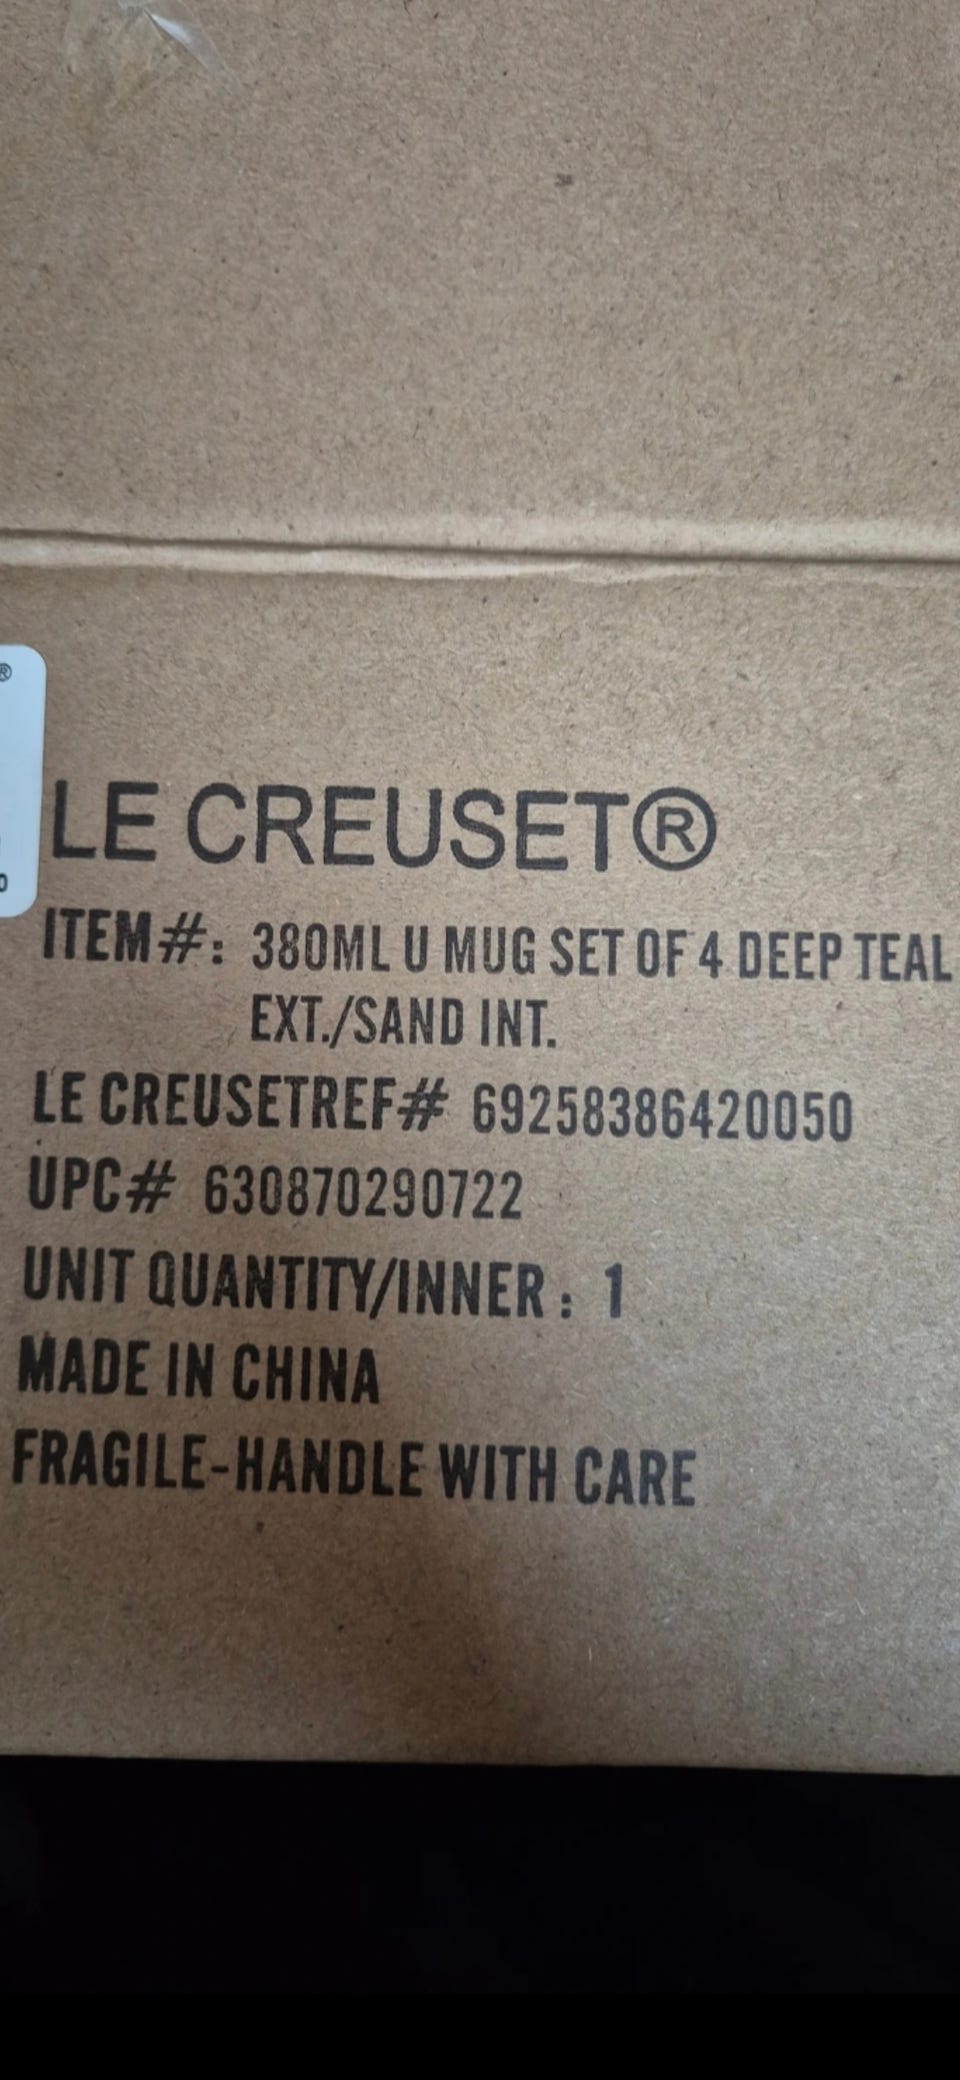 ®
0
LE CREUSET®
ITEM#: 380ML U MUG SET OF 4 DEEP TEAL
EXT./SAND INT.
LE CREUSETREF# 69258386420050
UPC# 630870290722
UNIT QUANTITY/INNER: 1
MADE IN CHINA
FRAGILE-HANDLE WITH CARE